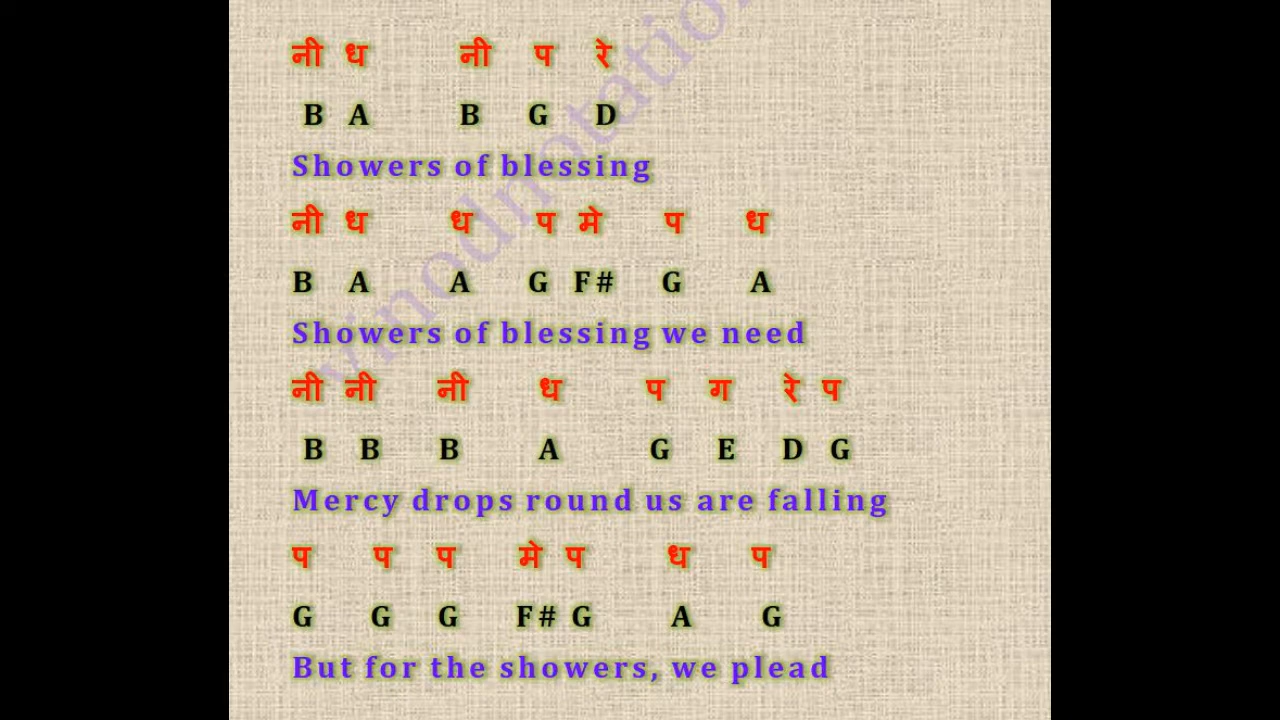 नी ध नी प रे
B A B G D
Showers of blessing
नी ध ध प मे प ध
B A A G F# G A
Showers of blessing we need
नी नी नी ध प ग रे प
B B B A G E D G
Mercy drops round us are falling
प प प मे प ध प
G G G F# G A G
But for the showers, we plead
vinodnotatio